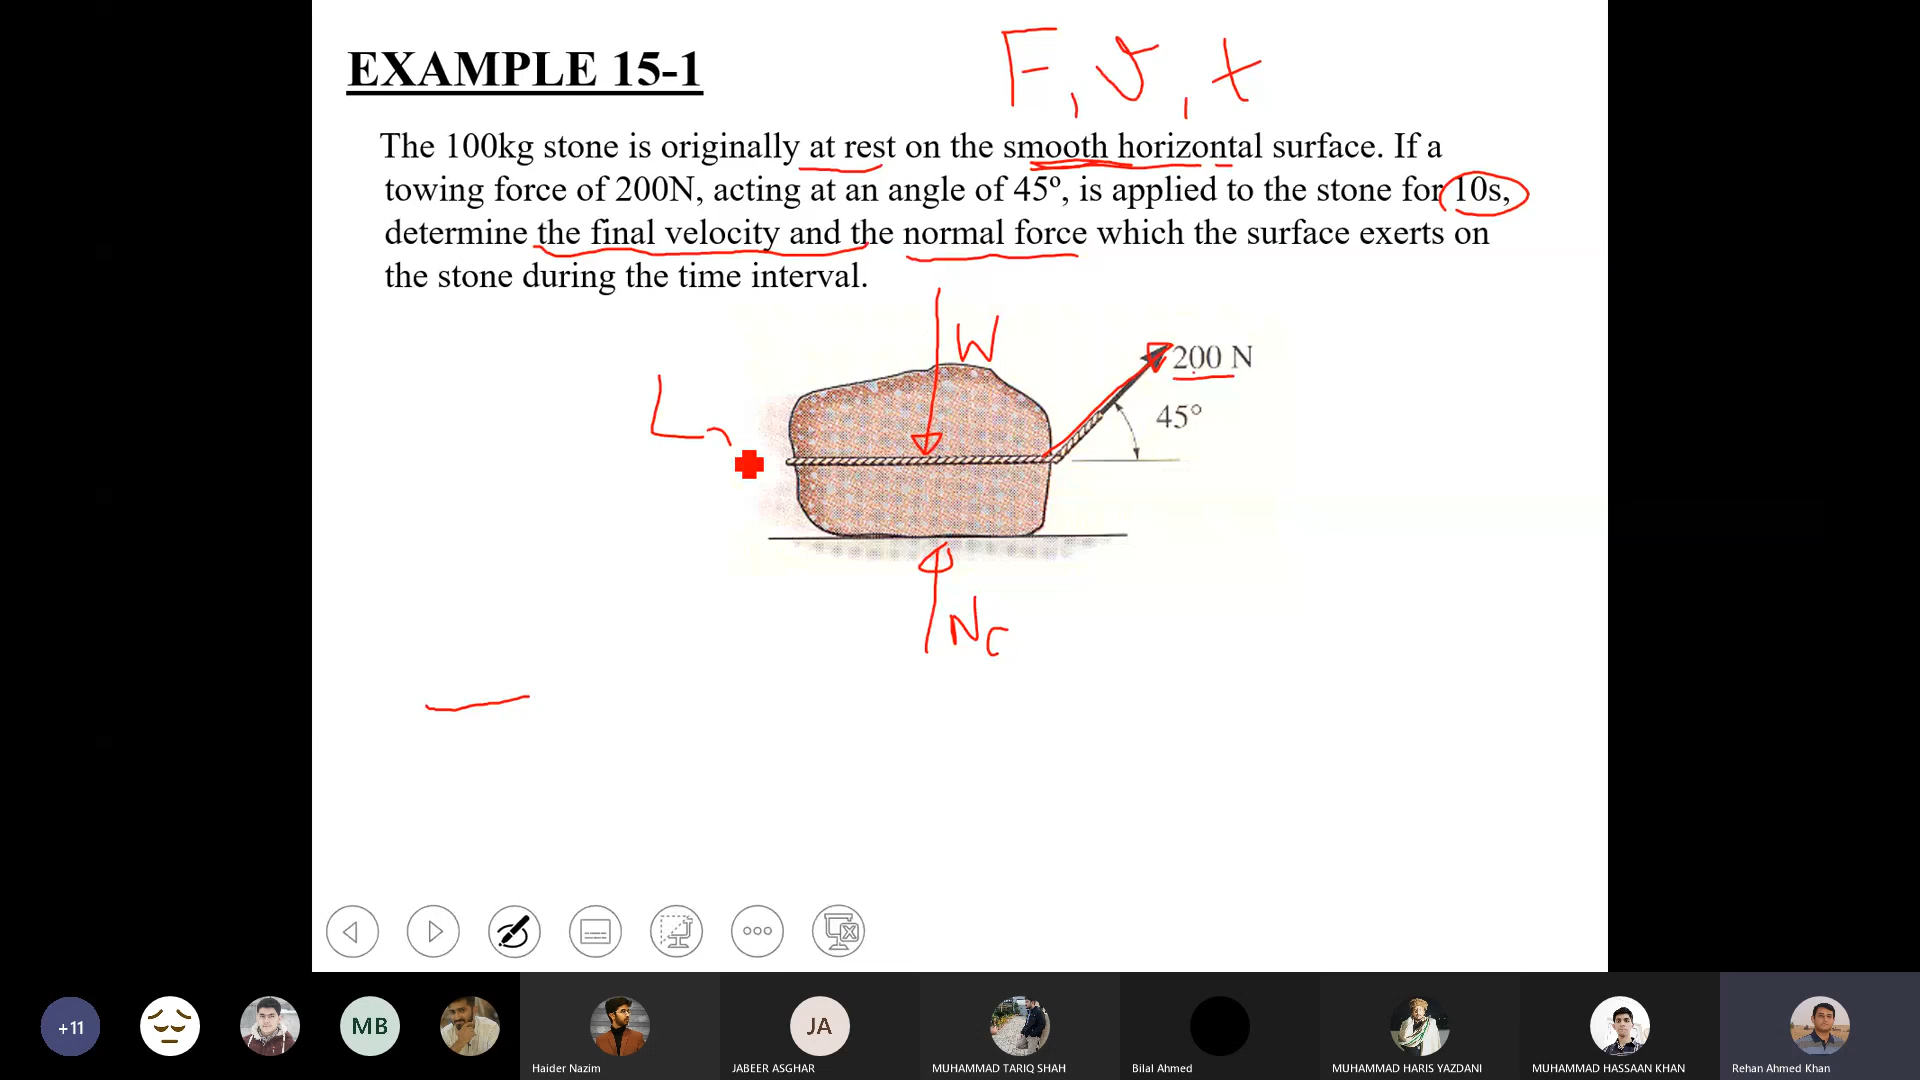 EXAMPLE 15-1
F, v, t
The 100kg stone is originally at rest on the smooth horizontal surface. If a
towing force of 200N, acting at an angle of 45º, is applied to the stone for 10s,
determine the final velocity and the normal force which the surface exerts on
the stone during the time interval.
W
200 N
45°
L
Nc
+11
MB
JA
Haider Nazim
JABEER ASGHAR
MUHAMMAD TARIQ SHAH
Bilal Ahmed
MUHAMMAD HARIS YAZDANI
MUHAMMAD HASSAAN KHAN
Rehan Ahmed Khan